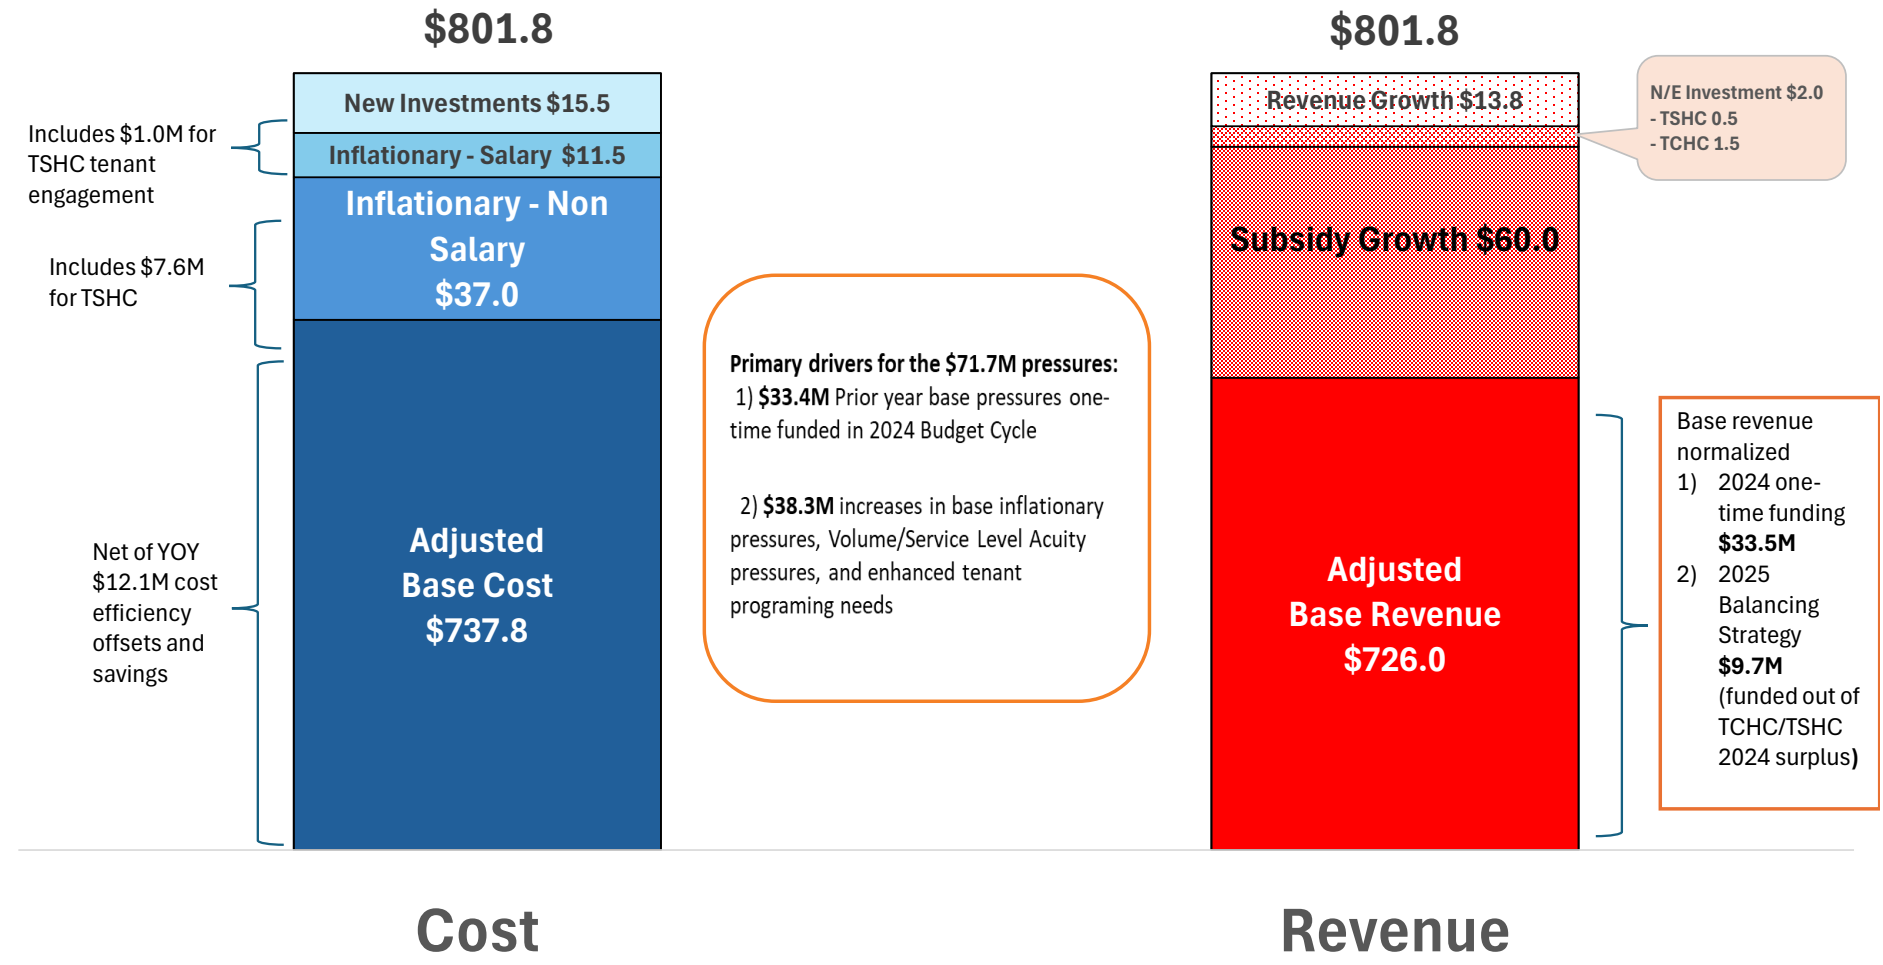 $801.8
New Investments $15.5
Inflationary - Salary $11.5
Inflationary - Non
Salary
$37.0
Adjusted
Base Cost
$737.8
Includes $1.0M for
TSHC tenant
engagement
Includes $7.6M
for TSHC
Net of YOY
$12.1M cost
efficiency
offsets and
savings
Cost
Primary drivers for the $71.7M pressures:
1) $33.4M Prior year base pressures one-
time funded in 2024 Budget Cycle
2) $38.3M increases in base inflationary
pressures, Volume/Service Level Acuity
pressures, and enhanced tenant
programing needs
$801.8
Revenue Growth $13.8
Subsidy Growth $60.0
Adjusted
Base Revenue
$726.0
N/E Investment $2.0
- TSHC 0.5
- TCHC 1.5
Base revenue
normalized
1) 2024 one-
time funding
$33.5M
2) 2025
Balancing
Strategy
$9.7M
(funded out of
TCHC/TSHC
2024 surplus)
Revenue